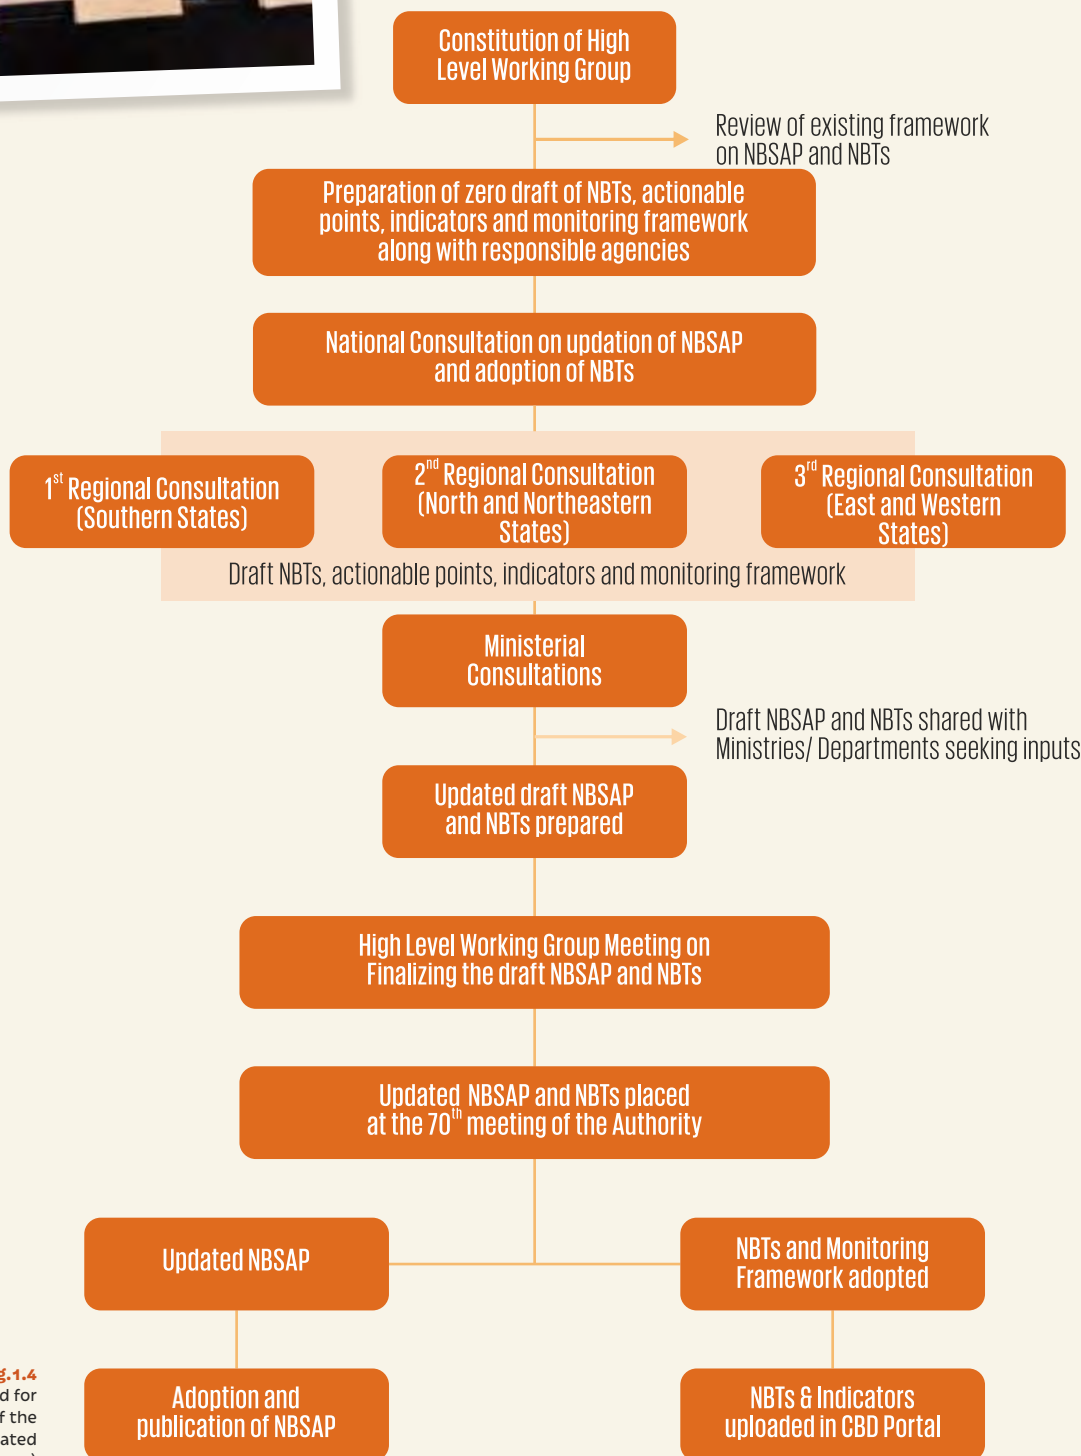 Constitution of High
Level Working Group
Review of existing framework
on NBSAP and NBTs
Preparation of zero draft of NBTs, actionable
points, indicators and monitoring framework
along with responsible agencies
National Consultation on updation of NBSAP
and adoption of NBTs
1st Regional Consultation
(Southern States)
2nd Regional Consultation
(North and Northeastern
States)
3rd Regional Consultation
(East and Western
States)
Draft NBTs, actionable points, indicators and monitoring framework
Ministerial
Consultations
Draft NBSAP and NBTs shared with
Ministries/ Departments seeking inputs
Updated draft NBSAP
and NBTs prepared
High Level Working Group Meeting on
Finalizing the draft NBSAP and NBTs
Updated NBSAP and NBTs placed
at the 70th meeting of the Authority
Updated NBSAP
NBTs and Monitoring
Framework adopted
Adoption and
publication of NBSAP
NBTs & Indicators
uploaded in CBD Portal
1.4
for
the